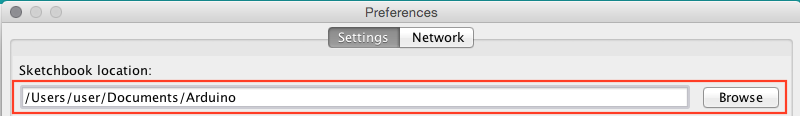 Preferences
Settings Network
Sketchbook location:
/Users/user/Documents/Arduino Browse